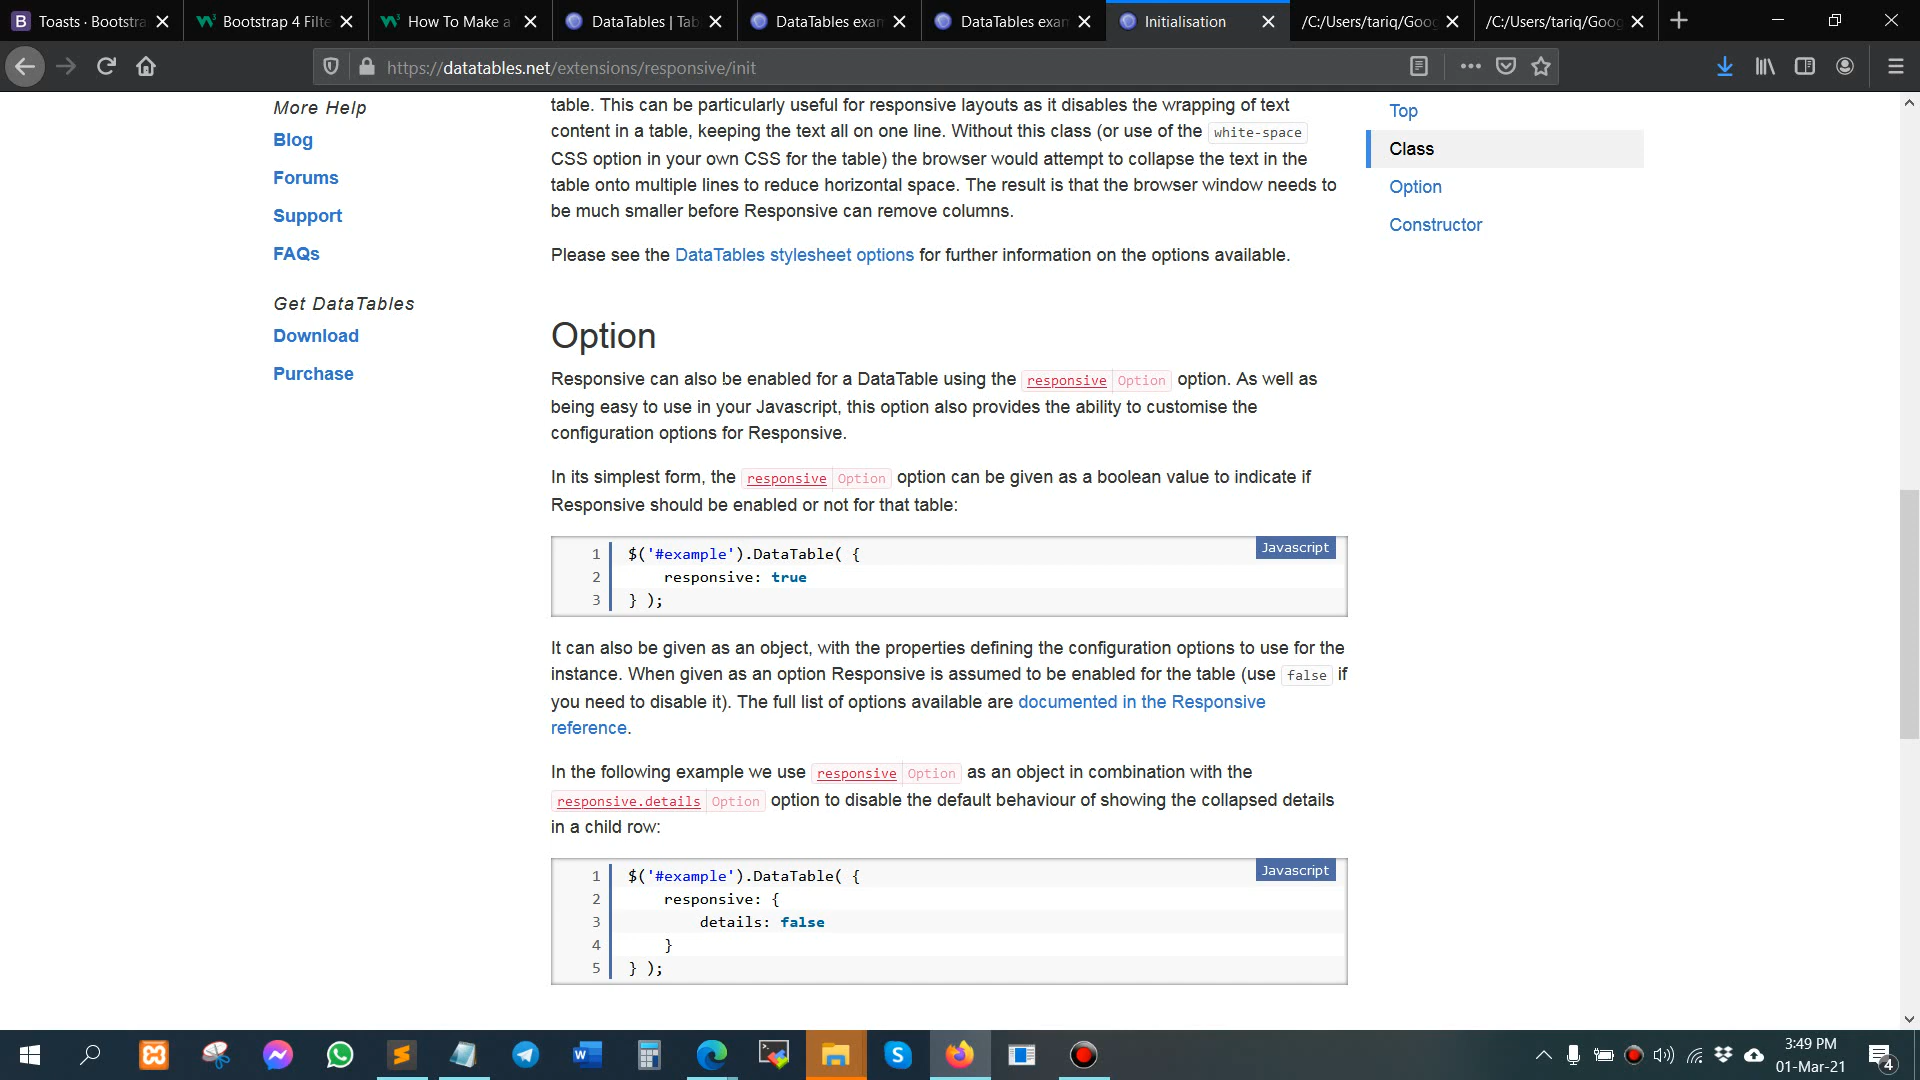 Toasts · Bootstra
Bootstrap 4 Filte
How To Make a
DataTables | Tab
DataTables exam
DataTables exam
Initialisation
/C:/Users/tariq/Goog
/C:/Users/tariq/Goog
https://datatables.net/extensions/responsive/init
More Help
Blog
Forums
Support
FAQs
Get DataTables
Download
Purchase
table. This can be particularly useful for responsive layouts as it disables the wrapping of text
content in a table, keeping the text all on one line. Without this class (or use of the white-space
CSS option in your own CSS for the table) the browser would attempt to collapse the text in the
table onto multiple lines to reduce horizontal space. The result is that the browser window needs to
be much smaller before Responsive can remove columns.
Please see the DataTables stylesheet options for further information on the options available.
Option
Responsive can also be enabled for a DataTable using the responsive Option option. As well as
being easy to use in your Javascript, this option also provides the ability to customise the
configuration options for Responsive.
In its simplest form, the responsive Option option can be given as a boolean value to indicate if
Responsive should be enabled or not for that table:
Javascript
1 $('#example').DataTable( {
2 responsive: true
3 } );
It can also be given as an object, with the properties defining the configuration options to use for the
instance. When given as an option Responsive is assumed to be enabled for the table (use false if
you need to disable it). The full list of options available are documented in the Responsive
reference.
In the following example we use responsive Option as an object in combination with the
responsive.details Option option to disable the default behaviour of showing the collapsed details
in a child row:
Javascript
1 $('#example').DataTable( {
2 responsive: {
3 details: false
4 }
5 } );
Top
Class
Option
Constructor
3:49 PM
01-Mar-21
4